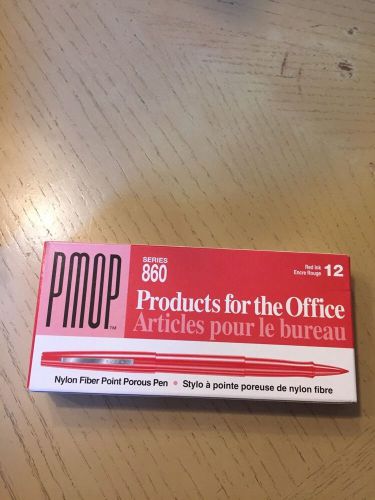 PMOP™
SERIES
860
Red Ink
Encre Rouge
12
Products for the Office
Articles pour le bureau
Nylon Fiber Point Porous Pen • Stylo à pointe poreuse de nylon fibre